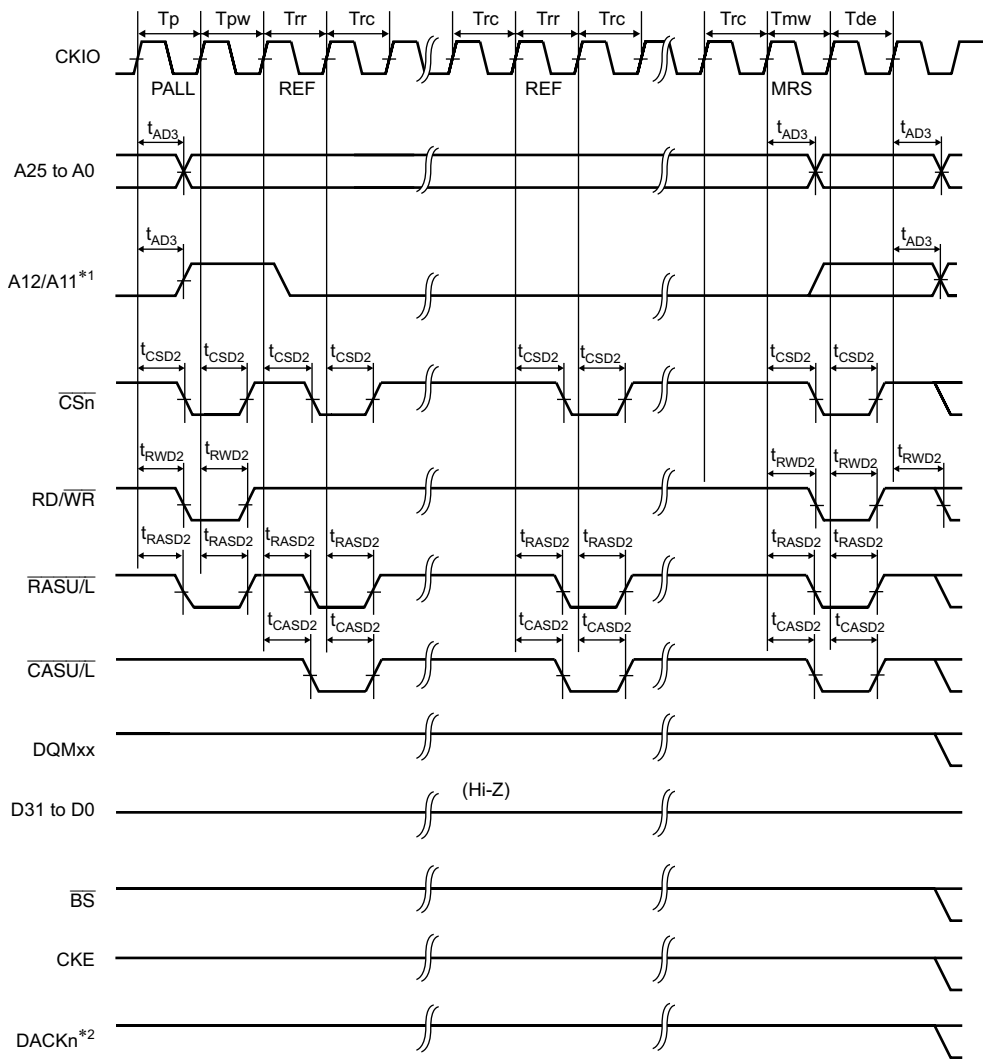 Tp Tpw Trr Trc Trc Trr Trc Trc Tmw Tde
CKIO
PALL REF REF MRS
tAD3 tAD3 tAD3
A25 to A0
tAD3 tAD3
A12/A11*1
tCSD2 tCSD2 tCSD2 tCSD2 tCSD2 tCSD2 tCSD2 tCSD2
CSn
tRWD2 tRWD2 tRWD2 tRWD2 tRWD2
RD/WR
tRASD2 tRASD2 tRASD2 tRASD2 tRASD2 tRASD2 tRASD2 tRASD2
RASU/L
tCASD2 tCASD2 tCASD2 tCASD2 tCASD2 tCASD2
CASU/L
DQMxx
(Hi-Z)
D31 to D0
BS
CKE
DACKn*2